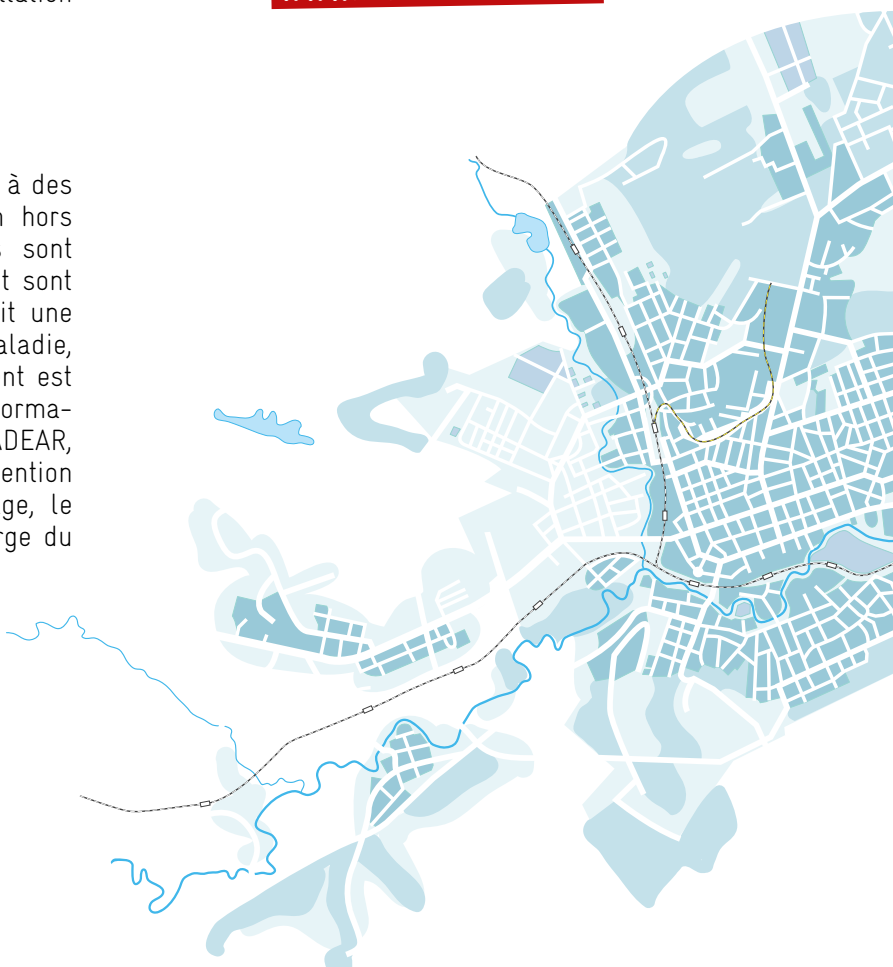 à des
hors
sont
t sont
it une
aladie,
nt est
orma-
ADEAR,
ention
ge, le
rge du